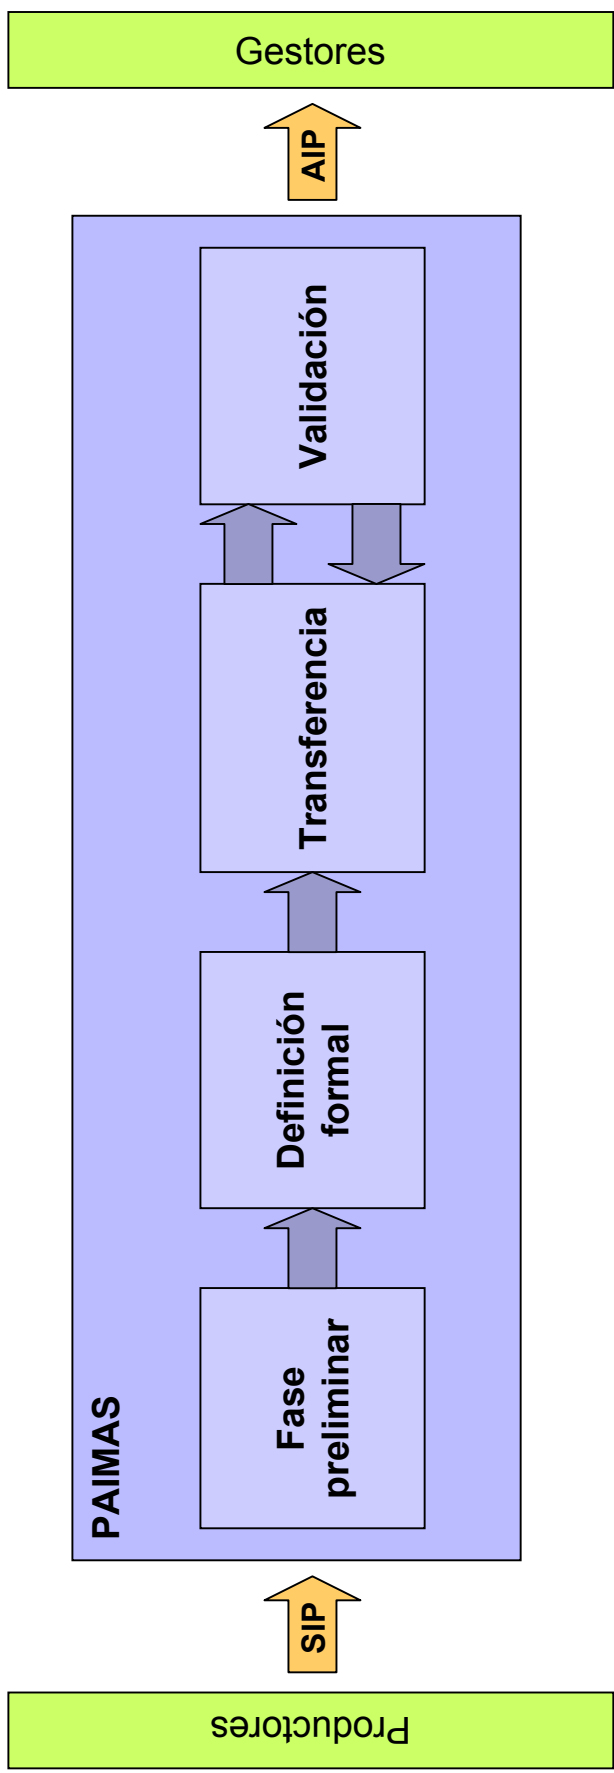 Gestores
AIP
PAIMAS
Validación
Transferencia
Definición
formal
Fase
preliminar
SIP
Productores